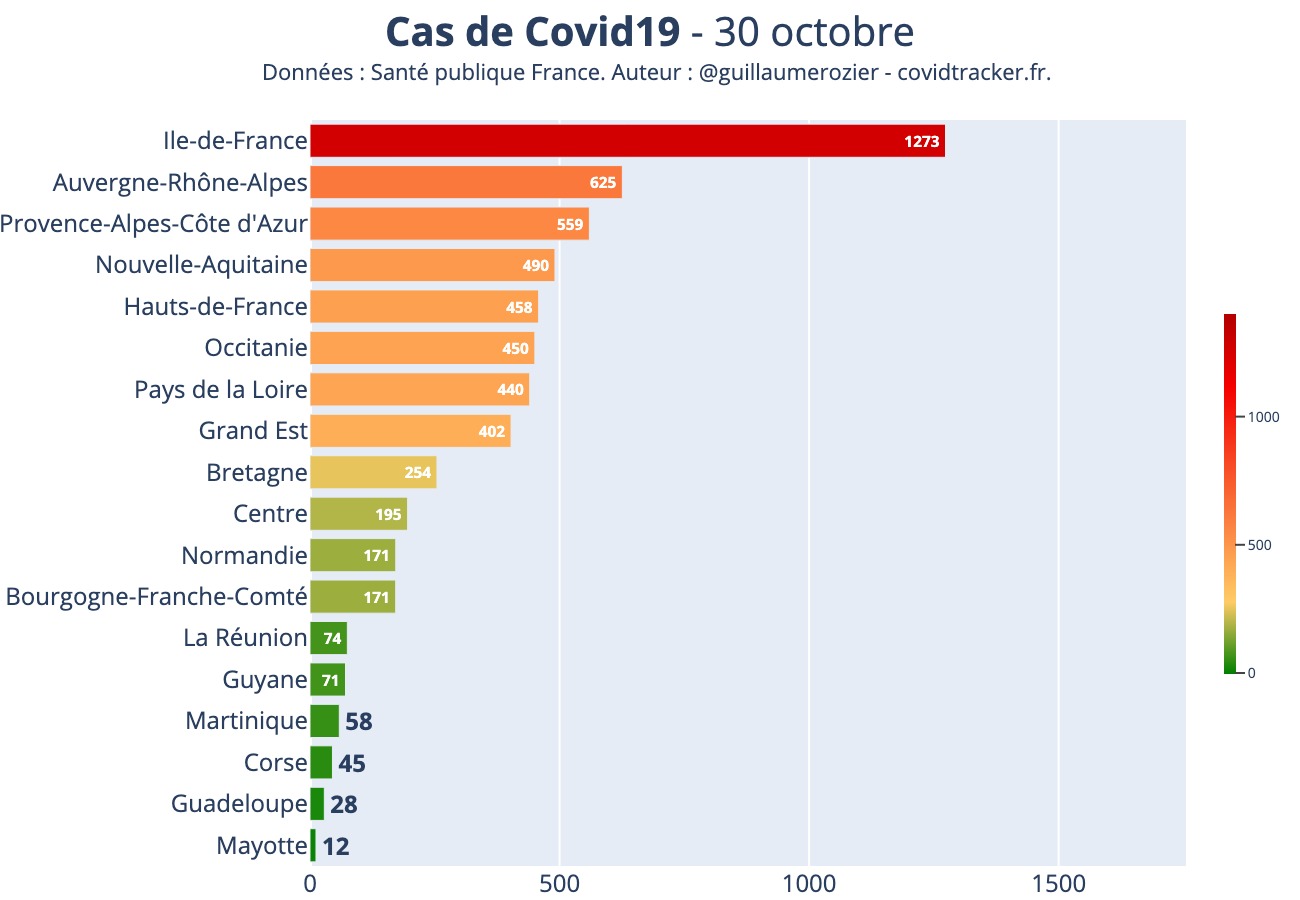 Cas de Covid19 - 30 octobre
Données : Santé publique France. Auteur : @guillaumerozier - covidtracker.fr.
Ile-de-France 1273
Auvergne-Rhône-Alpes 625
Provence-Alpes-Côte d'Azur 559
Nouvelle-Aquitaine 490
Hauts-de-France 458
Occitanie 450
Pays de la Loire 440
Grand Est 402
Bretagne 254
Centre 195
Normandie 171
Bourgogne-Franche-Comté 171
La Réunion 74
Guyane 71
Martinique 58
Corse 45
Guadeloupe 28
Mayotte 12
0 500 1000 1500
1000
500
0